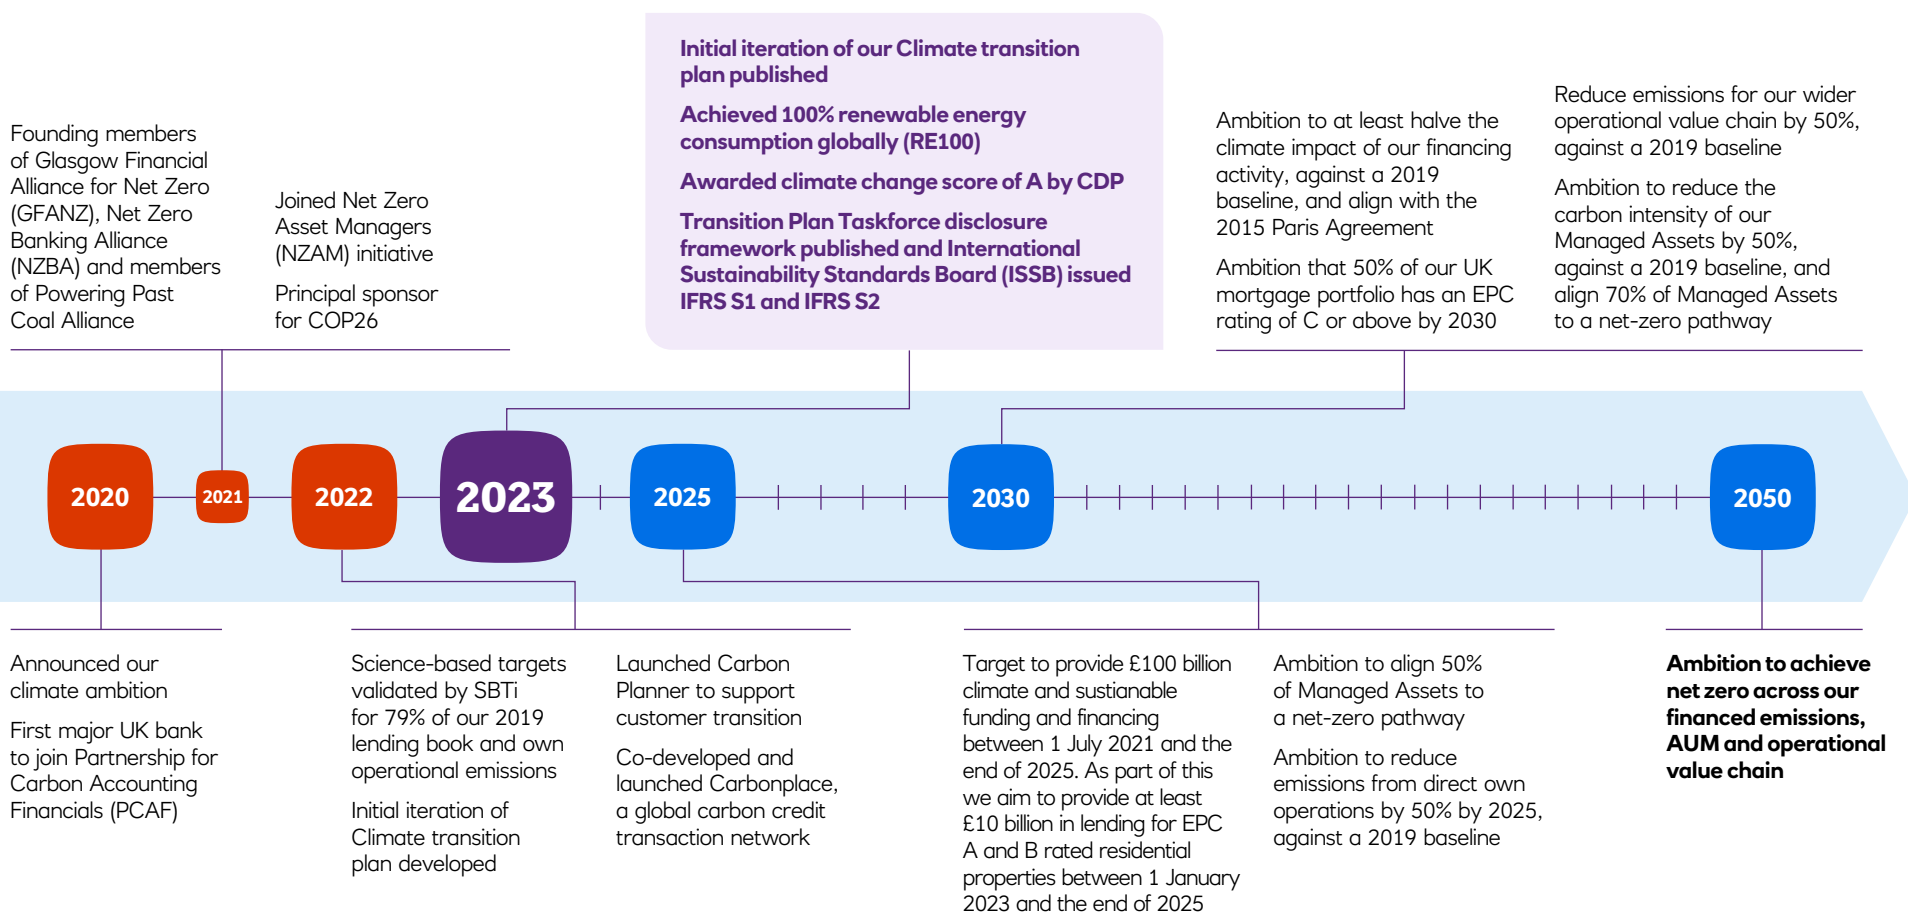 Founding members
of Glasgow Financial
Alliance for Net Zero
(GFANZ), Net Zero
Banking Alliance
(NZBA) and members
of Powering Past
Coal Alliance
Joined Net Zero
Asset Managers
(NZAM) initiative
Principal sponsor
for COP26
Initial iteration of our Climate transition
plan published
Achieved 100% renewable energy
consumption globally (RE100)
Awarded climate change score of A by CDP
Transition Plan Taskforce disclosure
framework published and International
Sustainability Standards Board (ISSB) issued
IFRS S1 and IFRS S2
Ambition to at least halve the
climate impact of our financing
activity, against a 2019
baseline, and align with the
2015 Paris Agreement
Ambition that 50% of our UK
mortgage portfolio has an EPC
rating of C or above by 2030
Reduce emissions for our wider
operational value chain by 50%,
against a 2019 baseline
Ambition to reduce the
carbon intensity of our
Managed Assets by 50%,
against a 2019 baseline, and
align 70% of Managed Assets
to a net-zero pathway
2020
2021
2022
2023
2025
2030
2050
Announced our
climate ambition
First major UK bank
to join Partnership for
Carbon Accounting
Financials (PCAF)
Science-based targets
validated by SBTi
for 79% of our 2019
lending book and own
operational emissions
Initial iteration of
Climate transition
plan developed
Launched Carbon
Planner to support
customer transition
Co-developed and
launched Carbonplace,
a global carbon credit
transaction network
Target to provide £100 billion
climate and sustianable
funding and financing
between 1 July 2021 and the
end of 2025. As part of this
we aim to provide at least
£10 billion in lending for EPC
A and B rated residential
properties between 1 January
2023 and the end of 2025
Ambition to align 50%
of Managed Assets to
a net-zero pathway
Ambition to reduce
emissions from direct own
operations by 50% by 2025,
against a 2019 baseline
Ambition to achieve
net zero across our
financed emissions,
AUM and operational
value chain